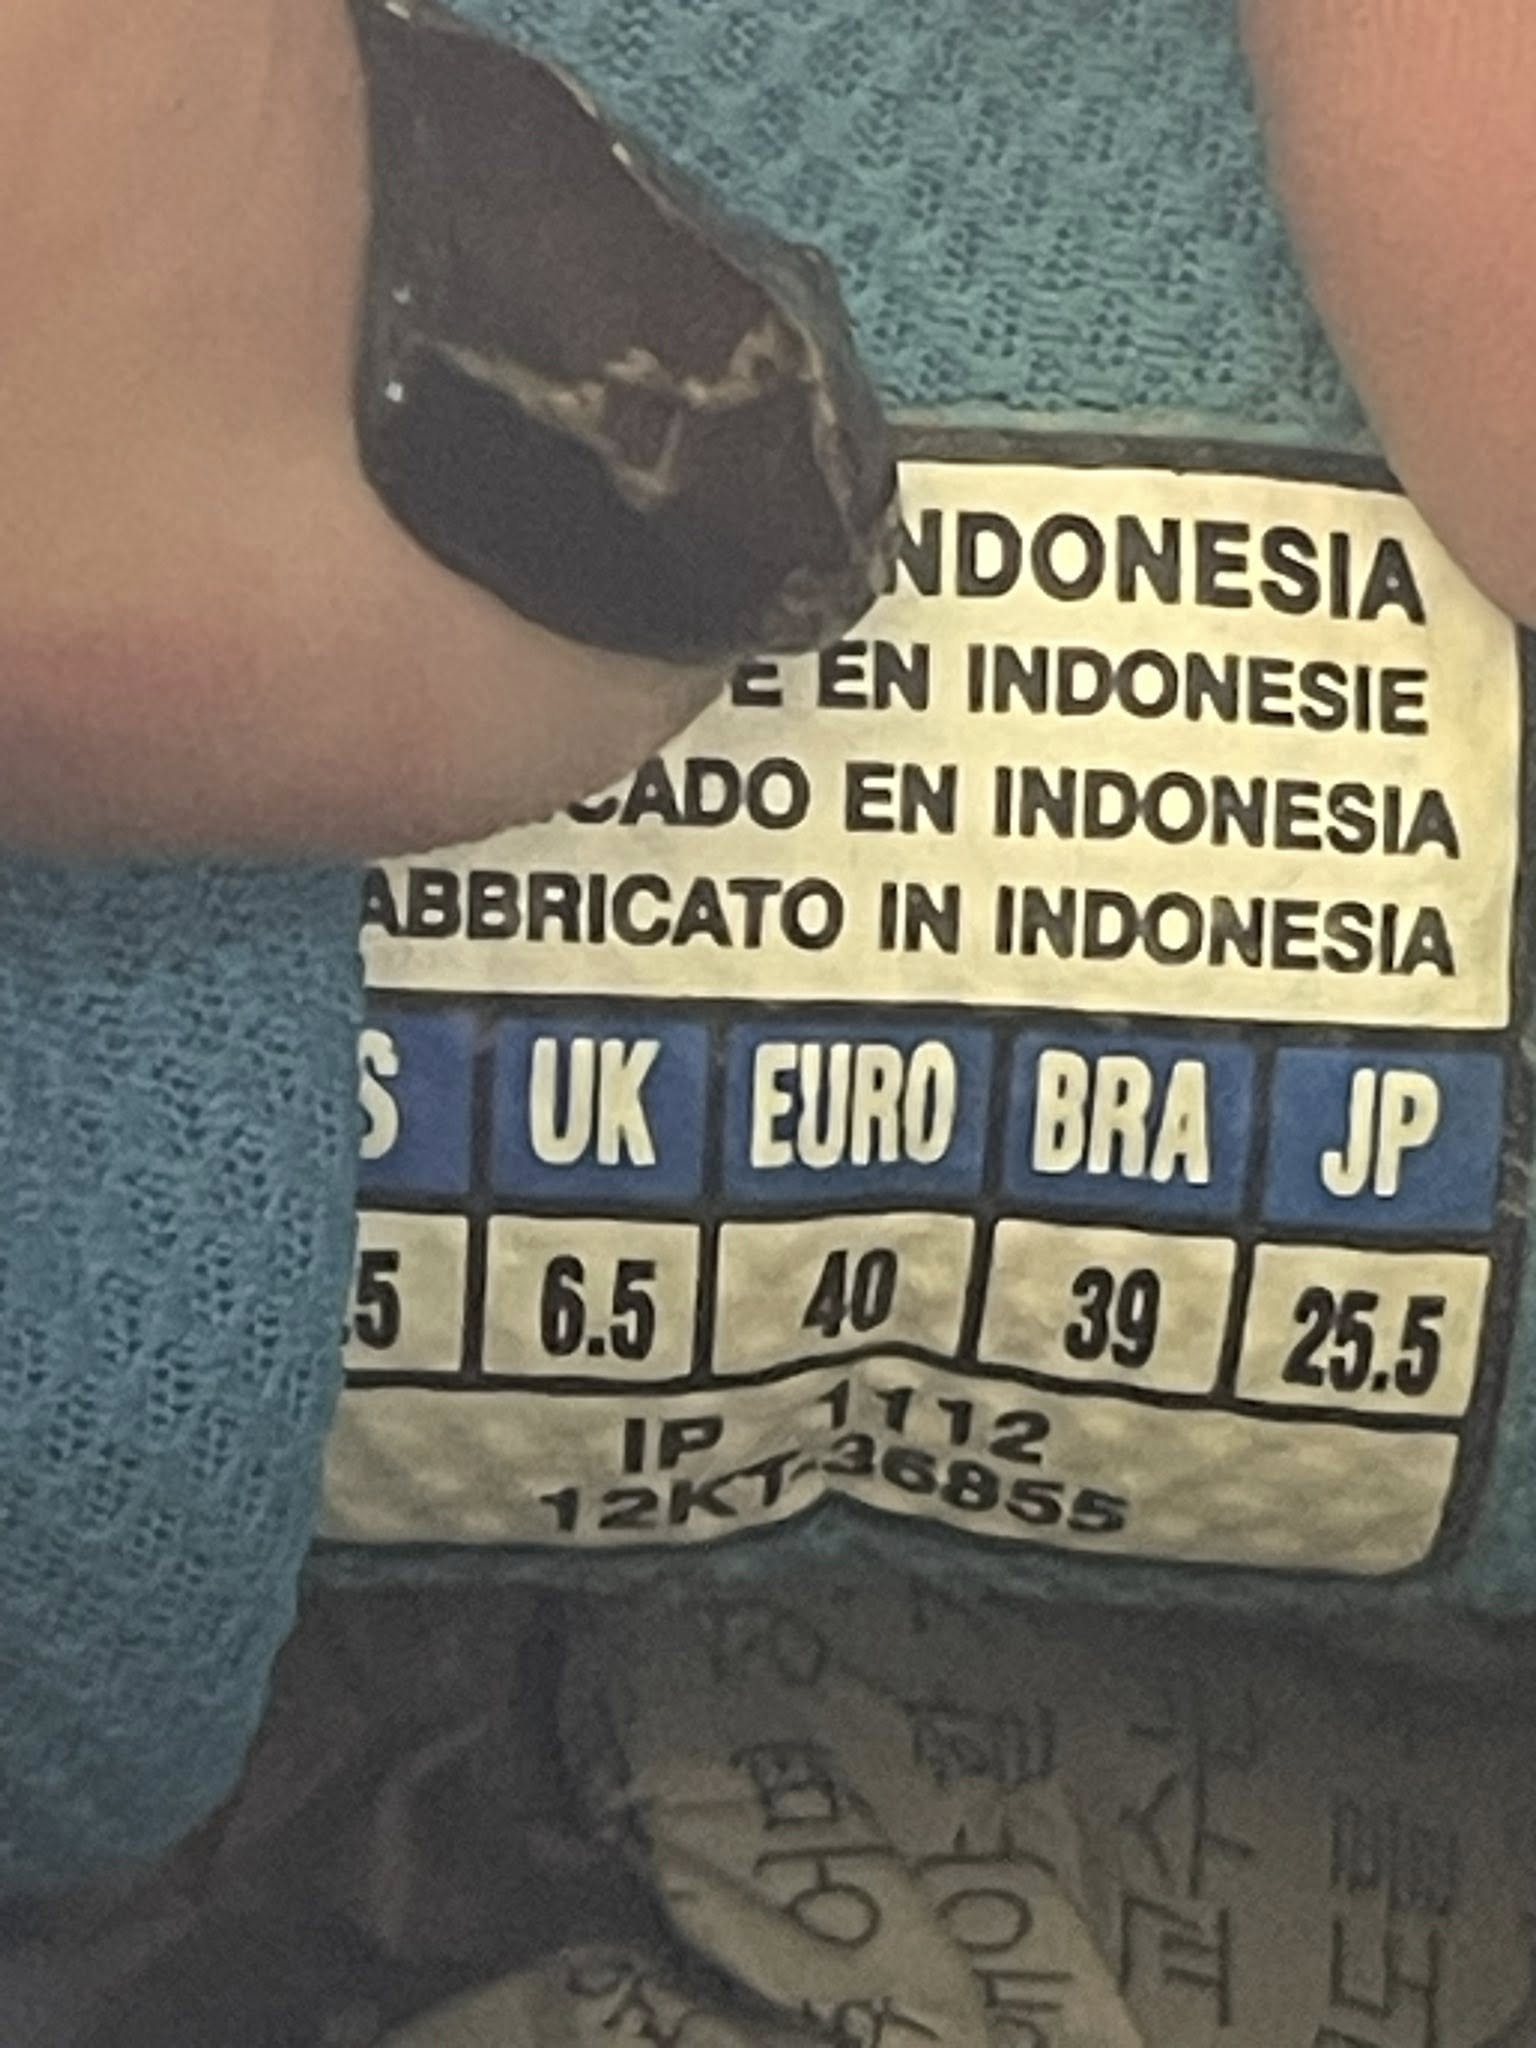 NDONESIA
E EN INDONESIE
CADO EN INDONESIA
ABBRICATO IN INDONESIA
S UK EURO BRA JP
.5 6.5 40 39 25.5
IP 1112
12KT-36855